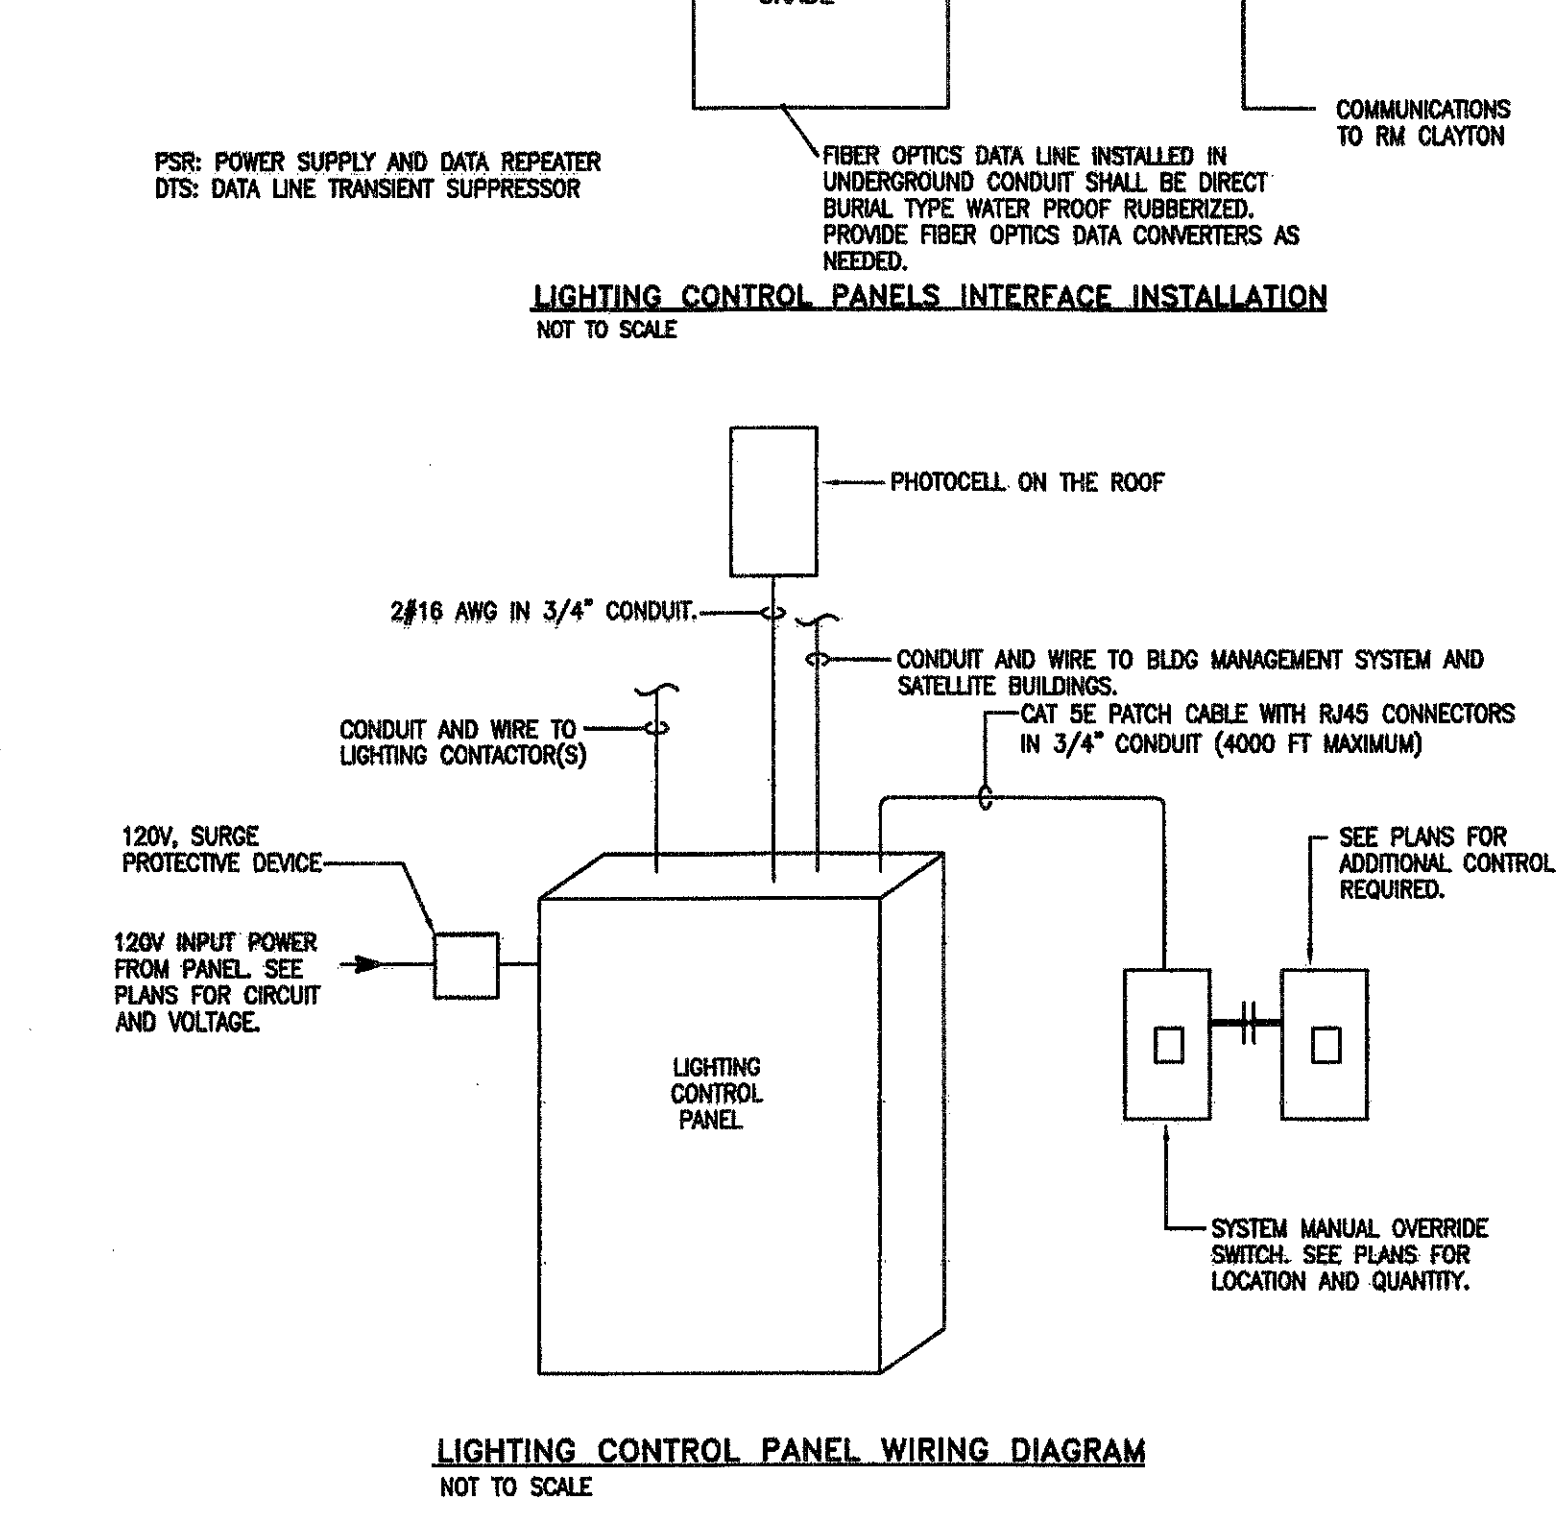 COMMUNICATIONS
TO RM CLAYTON
PSR: POWER SUPPLY AND DATA REPEATER
DTS: DATA LINE TRANSIENT SUPPRESSOR
FIBER OPTICS DATA LINE INSTALLED IN
UNDERGROUND CONDUIT SHALL BE DIRECT
BURIAL TYPE WATER PROOF RUBBERIZED.
PROVIDE FIBER OPTICS DATA CONVERTERS AS
NEEDED.
LIGHTING CONTROL PANELS INTERFACE INSTALLATION
NOT TO SCALE
PHOTOCELL ON THE ROOF
2#16 AWG IN 3/4" CONDUIT.
CONDUIT AND WIRE TO BLDG MANAGEMENT SYSTEM AND
SATELLITE BUILDINGS.
CAT 5E PATCH CABLE WITH RJ45 CONNECTORS
IN 3/4" CONDUIT (4000 FT MAXIMUM)
CONDUIT AND WIRE TO
LIGHTING CONTACTOR(S)
120V, SURGE
PROTECTIVE DEVICE
SEE PLANS FOR
ADDITIONAL CONTROL
REQUIRED.
120V INPUT POWER
FROM PANEL. SEE
PLANS FOR CIRCUIT
AND VOLTAGE.
LIGHTING
CONTROL
PANEL
SYSTEM MANUAL OVERRIDE
SWITCH. SEE PLANS FOR
LOCATION AND QUANTITY.
LIGHTING CONTROL PANEL WIRING DIAGRAM
NOT TO SCALE